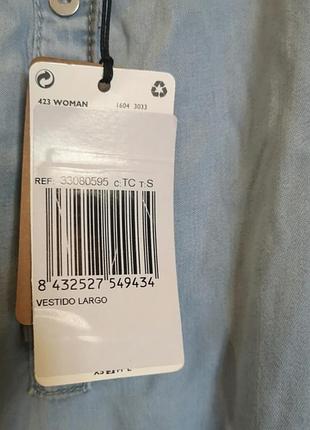 423 WOMAN 1604 3033
REF: 33080595 C:TC T:S
8 432527 549434
VESTIDO LARGO